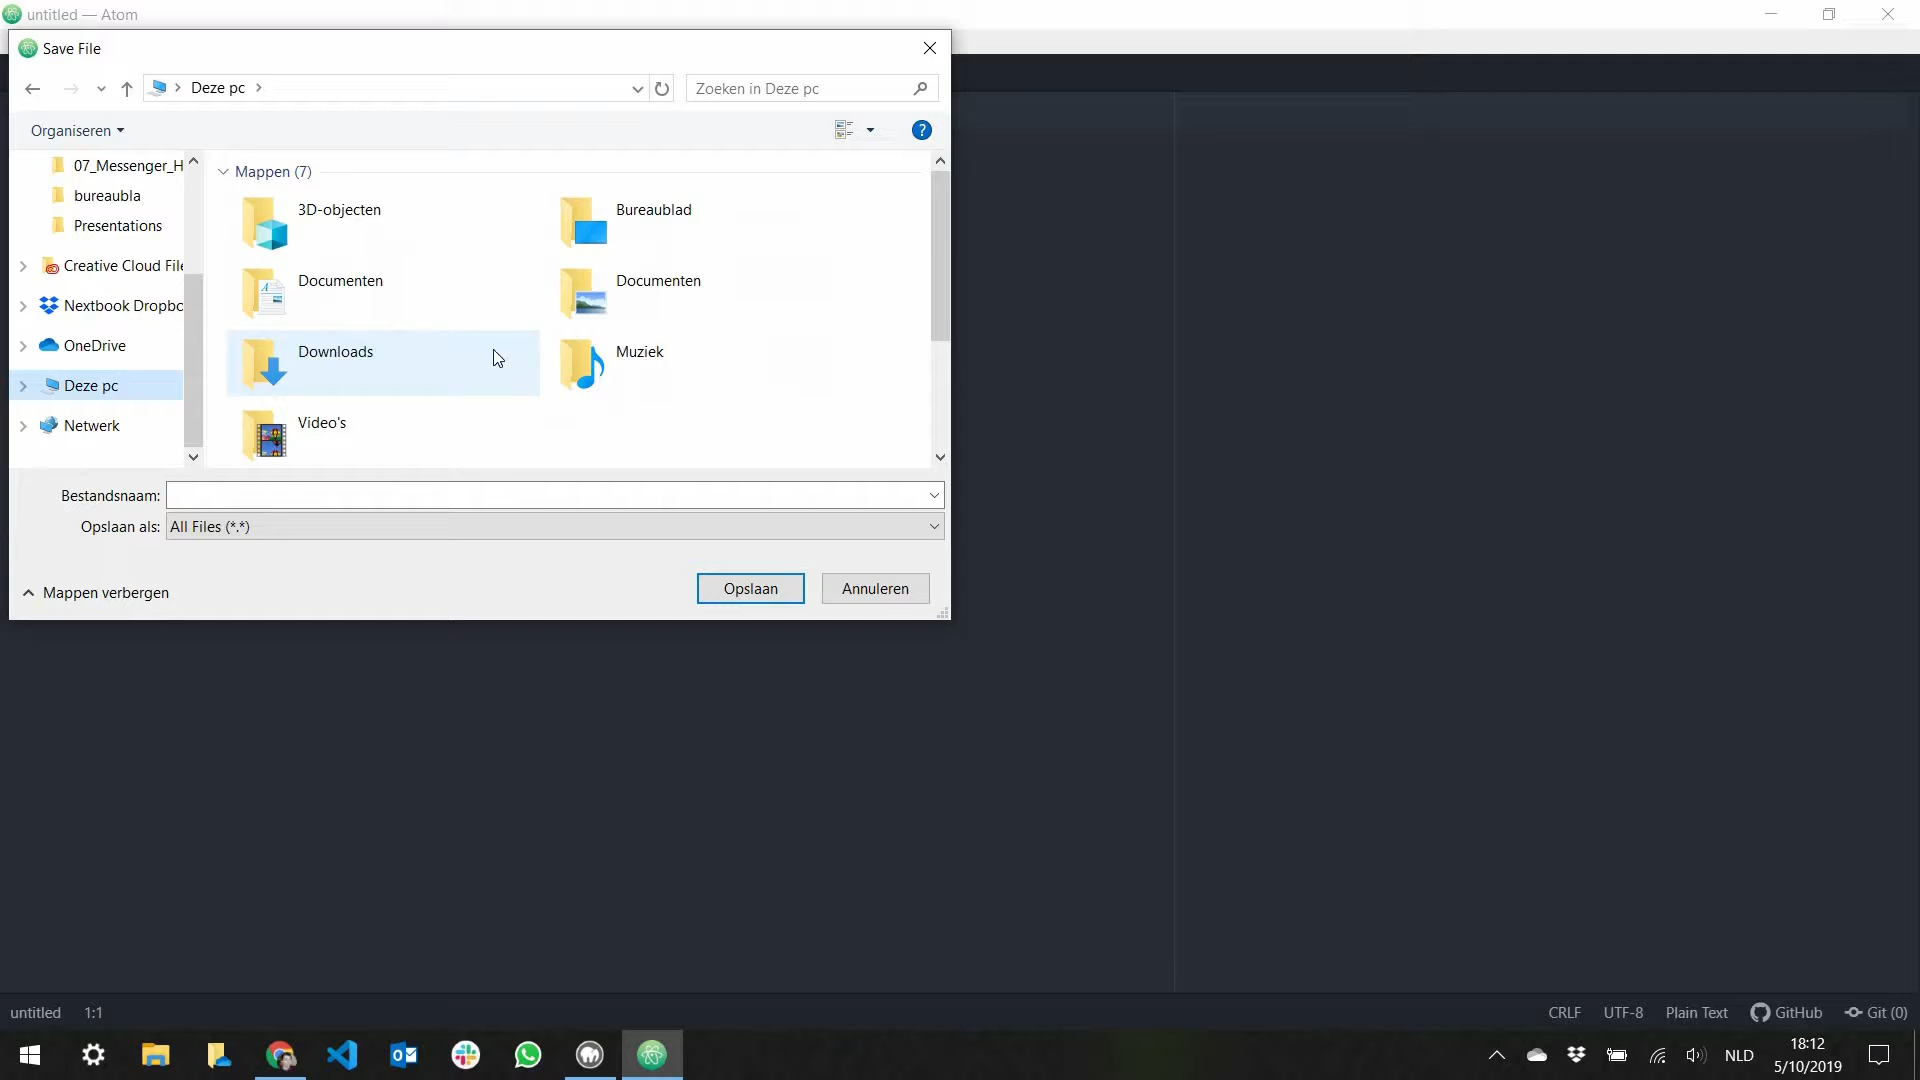 untitled — Atom
Save File
Deze pc
Zoeken in Deze pc
Organiseren
07_Messenger_H
bureaubla
Presentations
Creative Cloud File
Nextbook Dropbo
OneDrive
Deze pc
Netwerk
Mappen (7)
3D-objecten
Bureaublad
Documenten
Documenten
Downloads
Muziek
Video's
Bestandsnaam:
Opslaan als: All Files (*.*)
Mappen verbergen
Opslaan
Annuleren
untitled 1:1
CRLF UTF-8 Plain Text GitHub Git (0)
NLD
18:12
5/10/2019